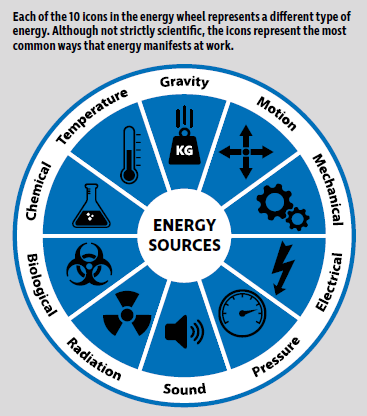 Each of the 10 icons in the energy wheel represents a different type of
energy. Although not strictly scientific, the icons represent the most
common ways that energy manifests at work.
Gravity
Motion
Mechanical
Electrical
Pressure
Sound
Radiation
Biological
Chemical
Temperature
KG
ENERGY
SOURCES